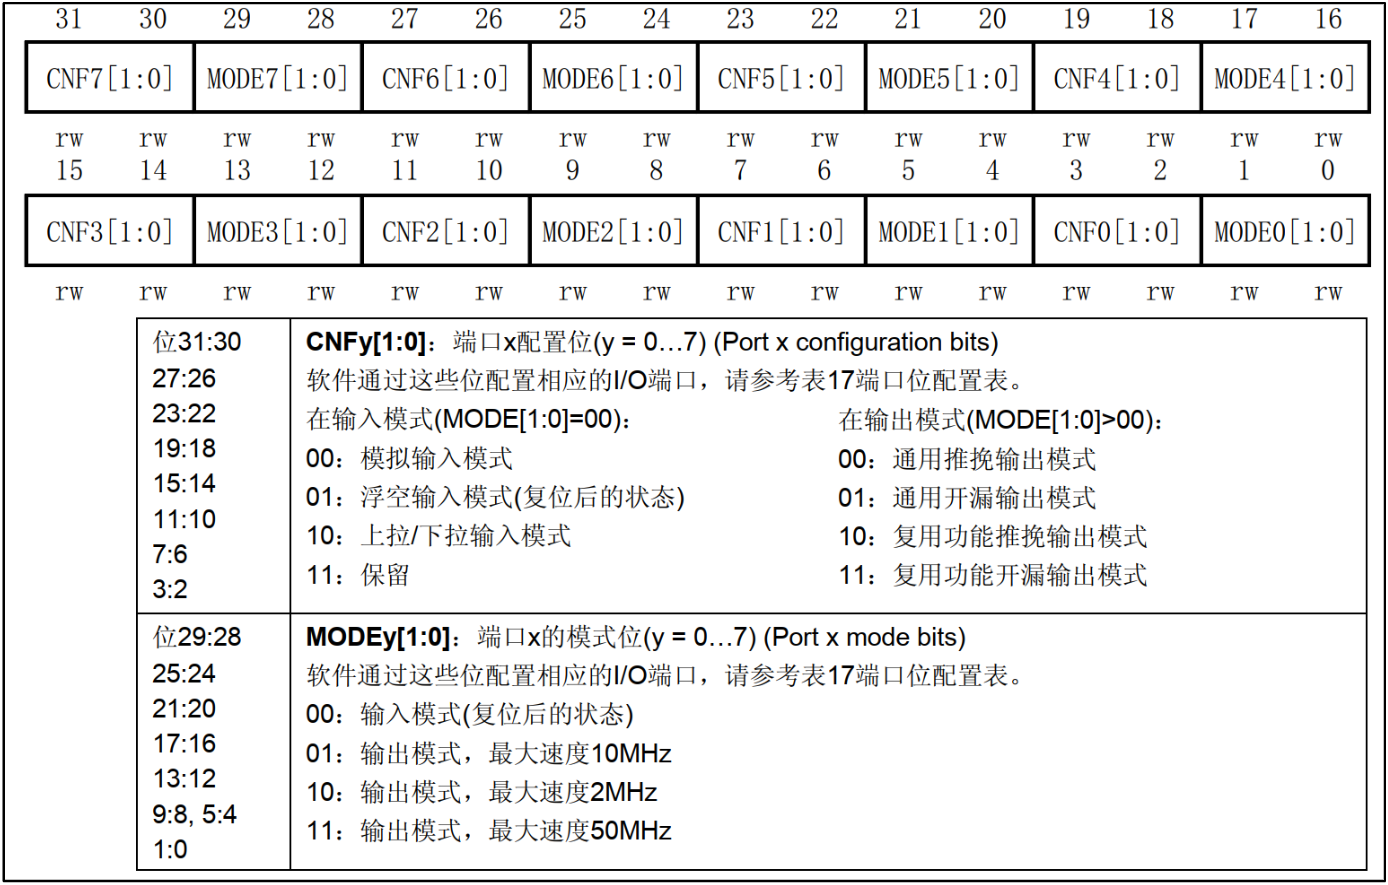 31 30 29 28 27 26 25 24 23 22 21 20 19 18 17 16
CNF7[1:0] MODE7[1:0] CNF6[1:0] MODE6[1:0] CNF5[1:0] MODE5[1:0] CNF4[1:0] MODE4[1:0]
rw rw rw rw rw rw rw rw rw rw rw rw rw rw rw rw
15 14 13 12 11 10 9 8 7 6 5 4 3 2 1 0
CNF3[1:0] MODE3[1:0] CNF2[1:0] MODE2[1:0] CNF1[1:0] MODE1[1:0] CNF0[1:0] MODE0[1:0]
rw rw rw rw rw rw rw rw rw rw rw rw rw rw rw rw
位31:30
27:26
23:22
19:18
15:14
11:10
7:6
3:2
CNFy[1:0]：端口x配置位(y = 0…7) (Port x configuration bits)
软件通过这些位配置相应的I/O端口，请参考表17端口位配置表。
在输入模式(MODE[1:0]=00)：
00：模拟输入模式
01：浮空输入模式(复位后的状态)
10：上拉/下拉输入模式
11：保留
在输出模式(MODE[1:0]>00)：
00：通用推挽输出模式
01：通用开漏输出模式
10：复用功能推挽输出模式
11：复用功能开漏输出模式
位29:28
25:24
21:20
17:16
13:12
9:8, 5:4
1:0
MODEy[1:0]：端口x的模式位(y = 0…7) (Port x mode bits)
软件通过这些位配置相应的I/O端口，请参考表17端口位配置表。
00：输入模式(复位后的状态)
01：输出模式，最大速度10MHz
10：输出模式，最大速度2MHz
11：输出模式，最大速度50MHz